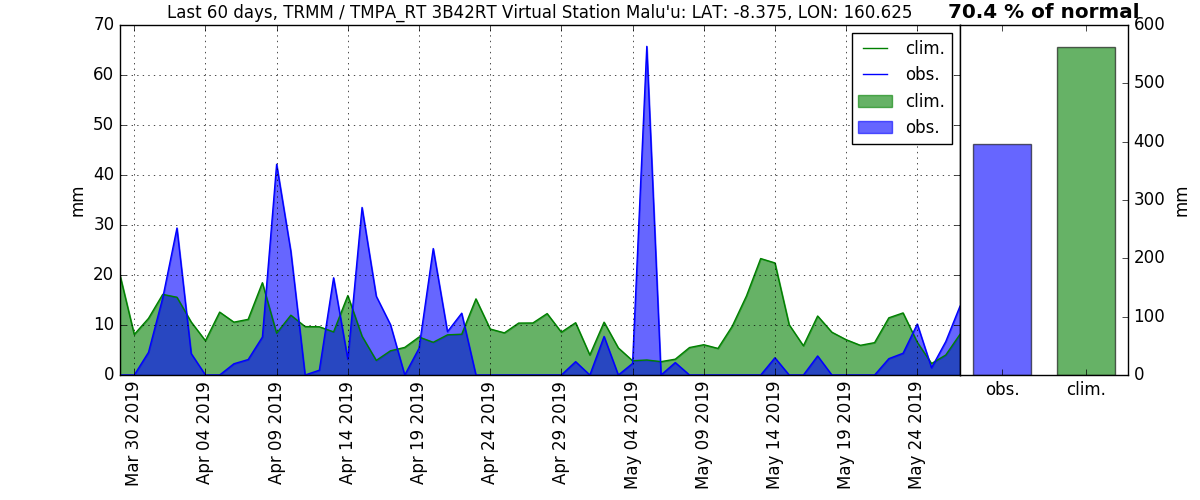 Last 60 days, TRMM / TMPA_RT 3B42RT Virtual Station Malu'u: LAT: -8.375, LON: 160.625
70.4 % of normal
70
60
50
40
30
20
10
0
mm
clim.
obs.
clim.
obs.
Mar 30 2019
Apr 04 2019
Apr 09 2019
Apr 14 2019
Apr 19 2019
Apr 24 2019
Apr 29 2019
May 04 2019
May 09 2019
May 14 2019
May 19 2019
May 24 2019
600
500
400
300
200
100
0
mm
obs.
clim.